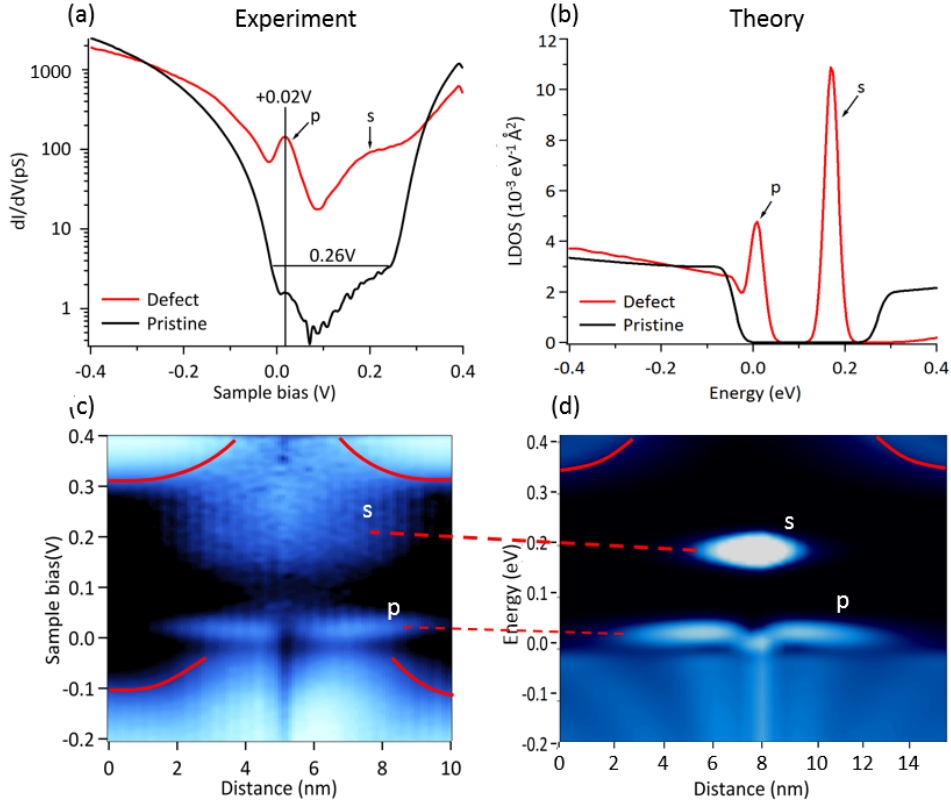 (a) Experiment
1000
100
10
1
dI/dV(pS)
+0.02V
p
s
0.26V
Defect
Pristine
-0.4 -0.2 0.0 0.2 0.4
Sample bias (V)
(b) Theory
12
10
8
6
4
2
0
LDOS (10⁻³ eV⁻¹ Å²)
p
s
Defect
Pristine
-0.4 -0.2 0.0 0.2 0.4
Energy (eV)
(c)
0.4
0.3
0.2
0.1
0.0
-0.1
-0.2
Sample bias(V)
s
p
0 2 4 6 8 10
Distance (nm)
(d)
0.4
0.3
0.2
0.1
0.0
-0.1
-0.2
Energy (eV)
s
p
0 2 4 6 8 10 12 14
Distance (nm)